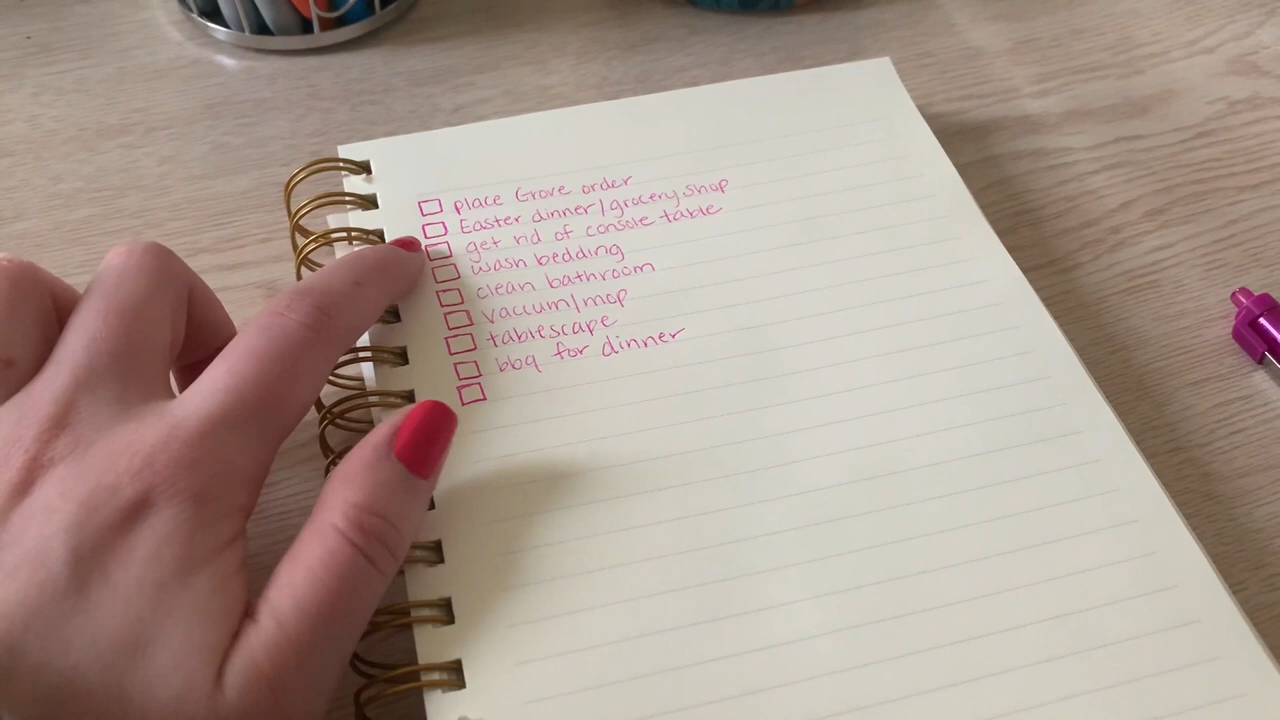 place Grove order
Easter dinner/grocery shop
get rid of console table
wash bedding
clean bathroom
vaccum/mop
tablescape
bbq for dinner